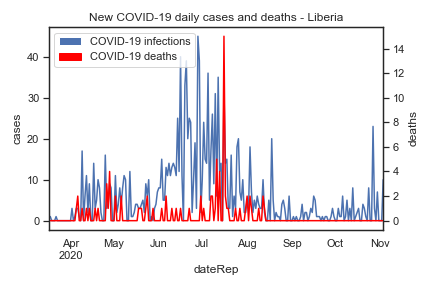 New COVID-19 daily cases and deaths - Liberia
COVID-19 infections
COVID-19 deaths
cases
40
30
20
10
0
deaths
14
12
10
8
6
4
2
0
Apr May Jun Jul Aug Sep Oct Nov
2020
dateRep